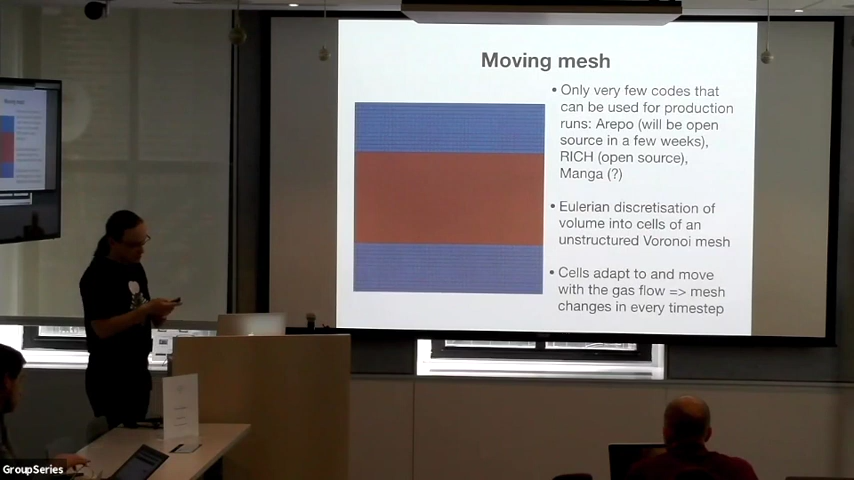 Moving mesh
• Only very few codes that
can be used for production
runs: Arepo (will be open
source in a few weeks),
RICH (open source),
Manga (?)
• Eulerian discretisation of
volume into cells of an
unstructured Voronoi mesh
• Cells adapt to and move
with the gas flow => mesh
changes in every timestep
GroupSeries